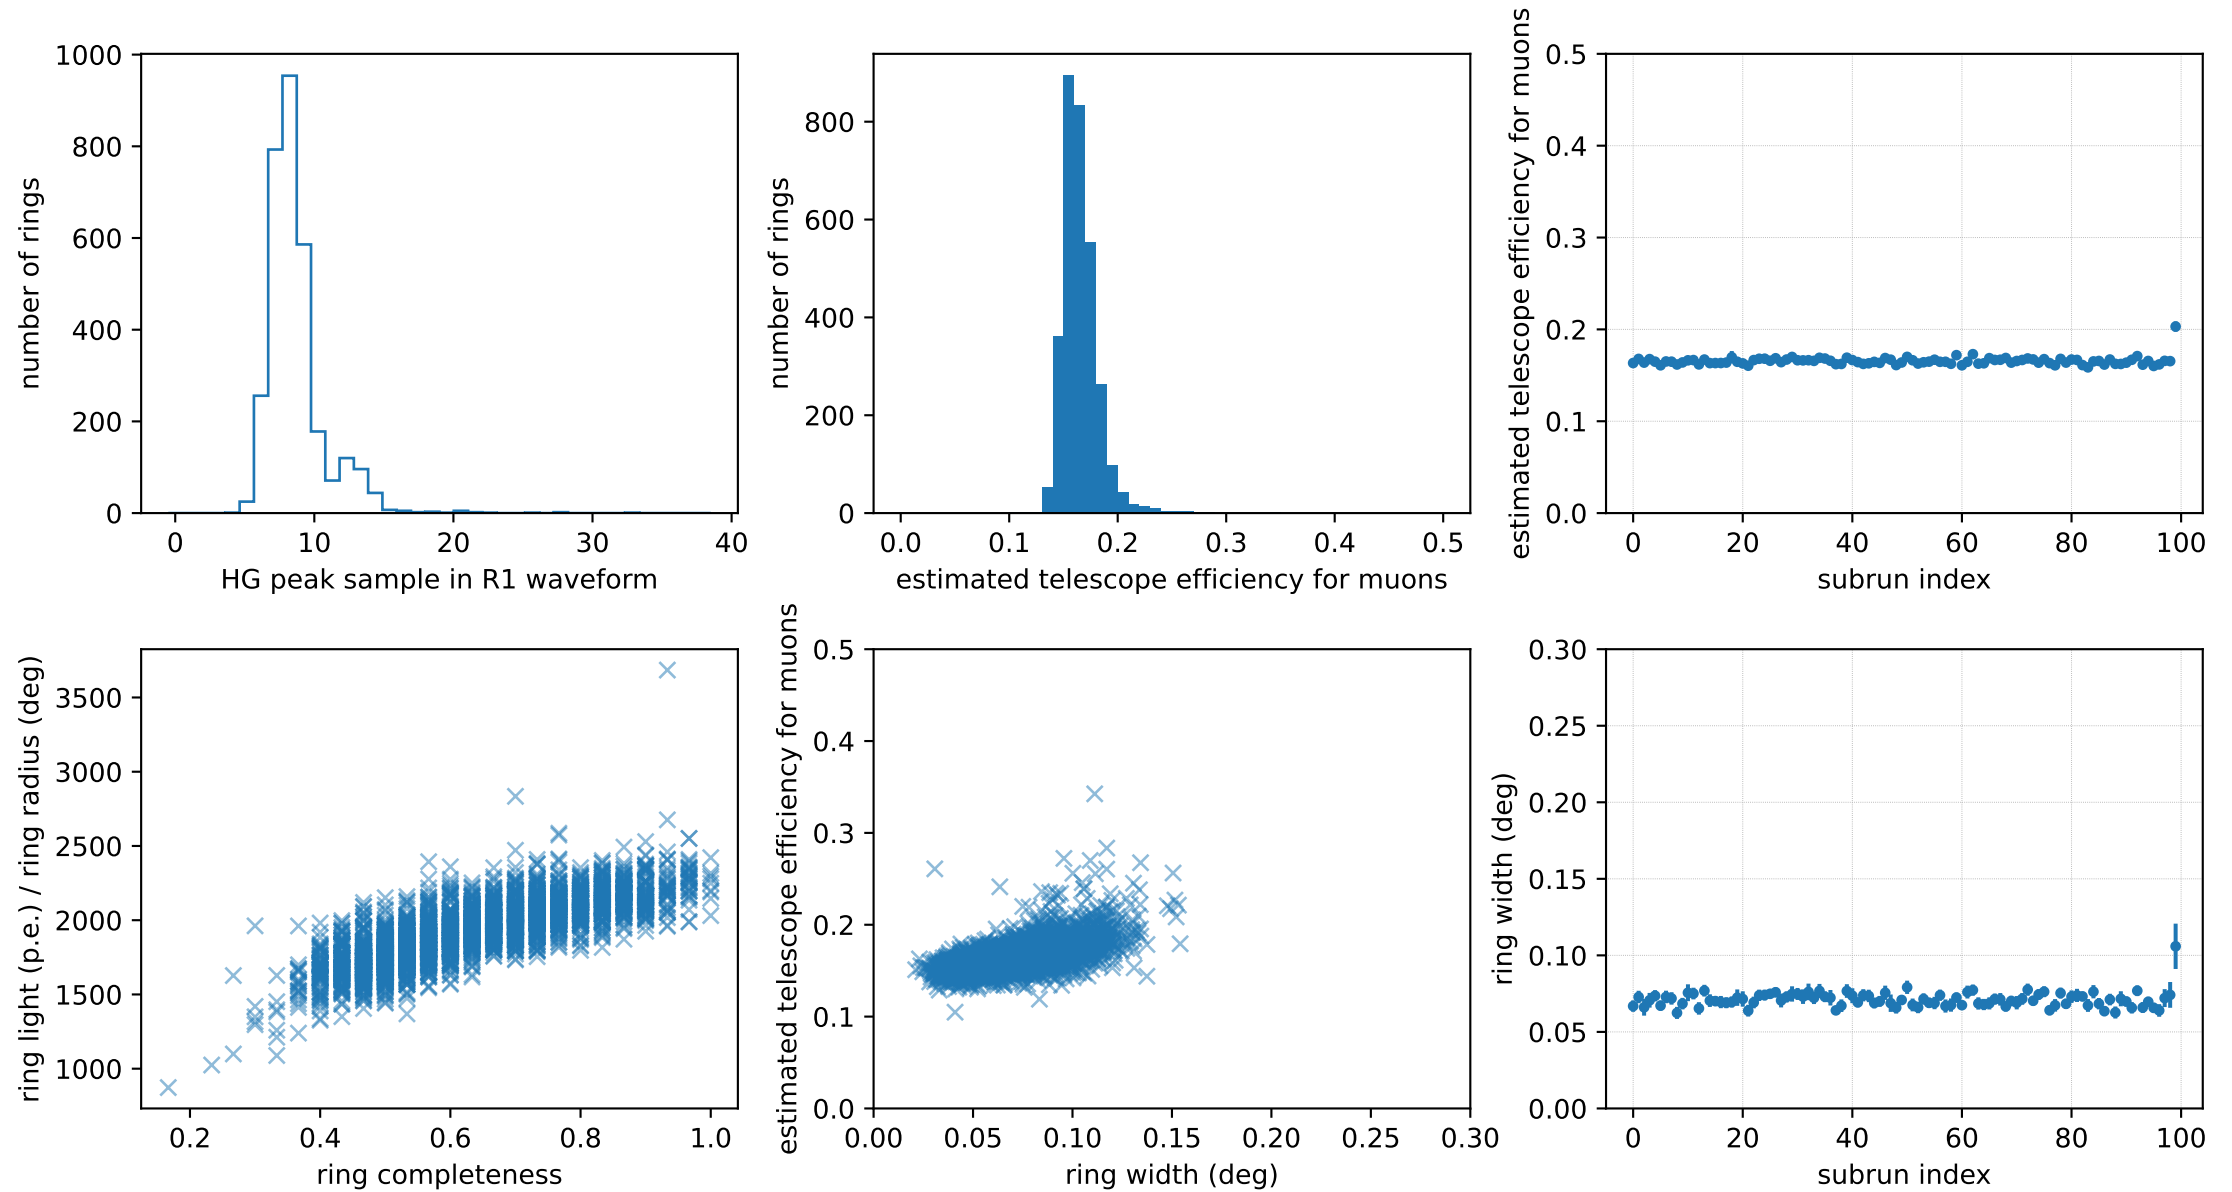 1000
800
600
400
200
0
number of rings
0 10 20 30 40
HG peak sample in R1 waveform
800
600
400
200
0
number of rings
0.0 0.1 0.2 0.3 0.4 0.5
estimated telescope efficiency for muons
0.5
0.4
0.3
0.2
0.1
0.0
estimated telescope efficiency for muons
0 20 40 60 80 100
subrun index
3500
3000
2500
2000
1500
1000
ring light (p.e.) / ring radius (deg)
0.2 0.4 0.6 0.8 1.0
ring completeness
0.5
0.4
0.3
0.2
0.1
0.0
estimated telescope efficiency for muons
0.00 0.05 0.10 0.15 0.20 0.25 0.30
ring width (deg)
0.30
0.25
0.20
0.15
0.10
0.05
0.00
ring width (deg)
0 20 40 60 80 100
subrun index